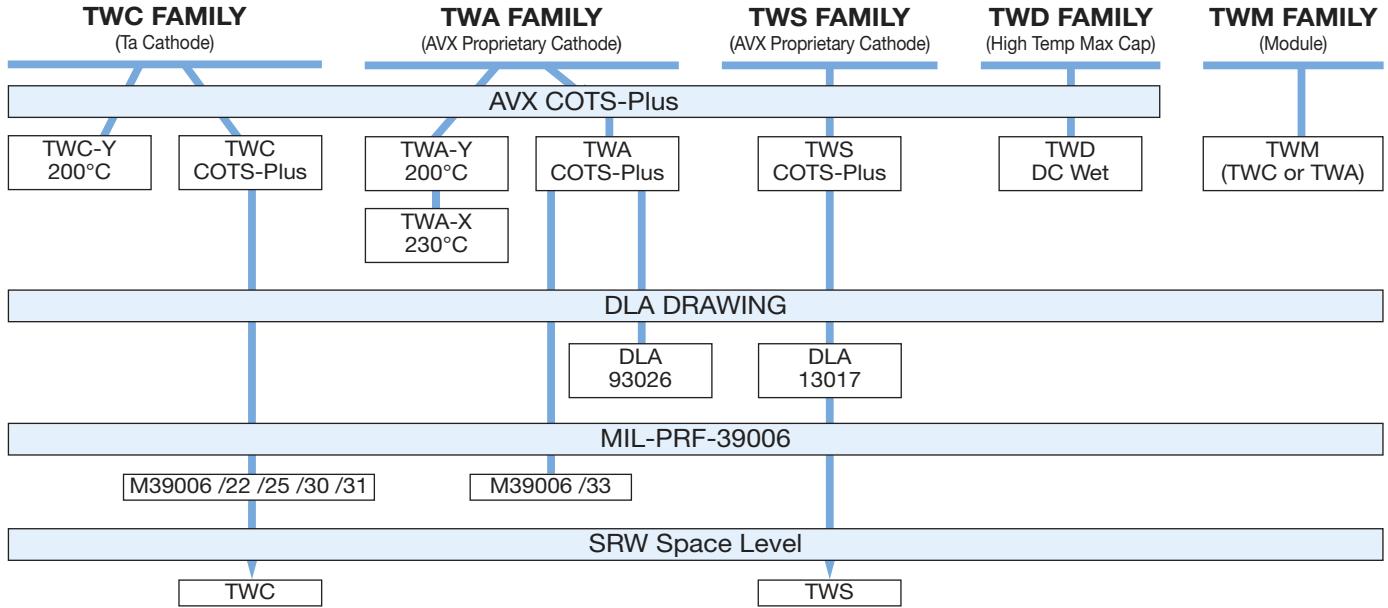 TWC FAMILY
(Ta Cathode)
TWA FAMILY
(AVX Proprietary Cathode)
TWS FAMILY
(AVX Proprietary Cathode)
TWD FAMILY
(High Temp Max Cap)
TWM FAMILY
(Module)
AVX COTS-Plus
TWC-Y
200°C
TWC
COTS-Plus
TWA-Y
200°C
TWA
COTS-Plus
TWS
COTS-Plus
TWD
DC Wet
TWM
(TWC or TWA)
TWA-X
230°C
DLA DRAWING
DLA
93026
DLA
13017
MIL-PRF-39006
M39006 /22 /25 /30 /31
M39006 /33
SRW Space Level
TWC
TWS